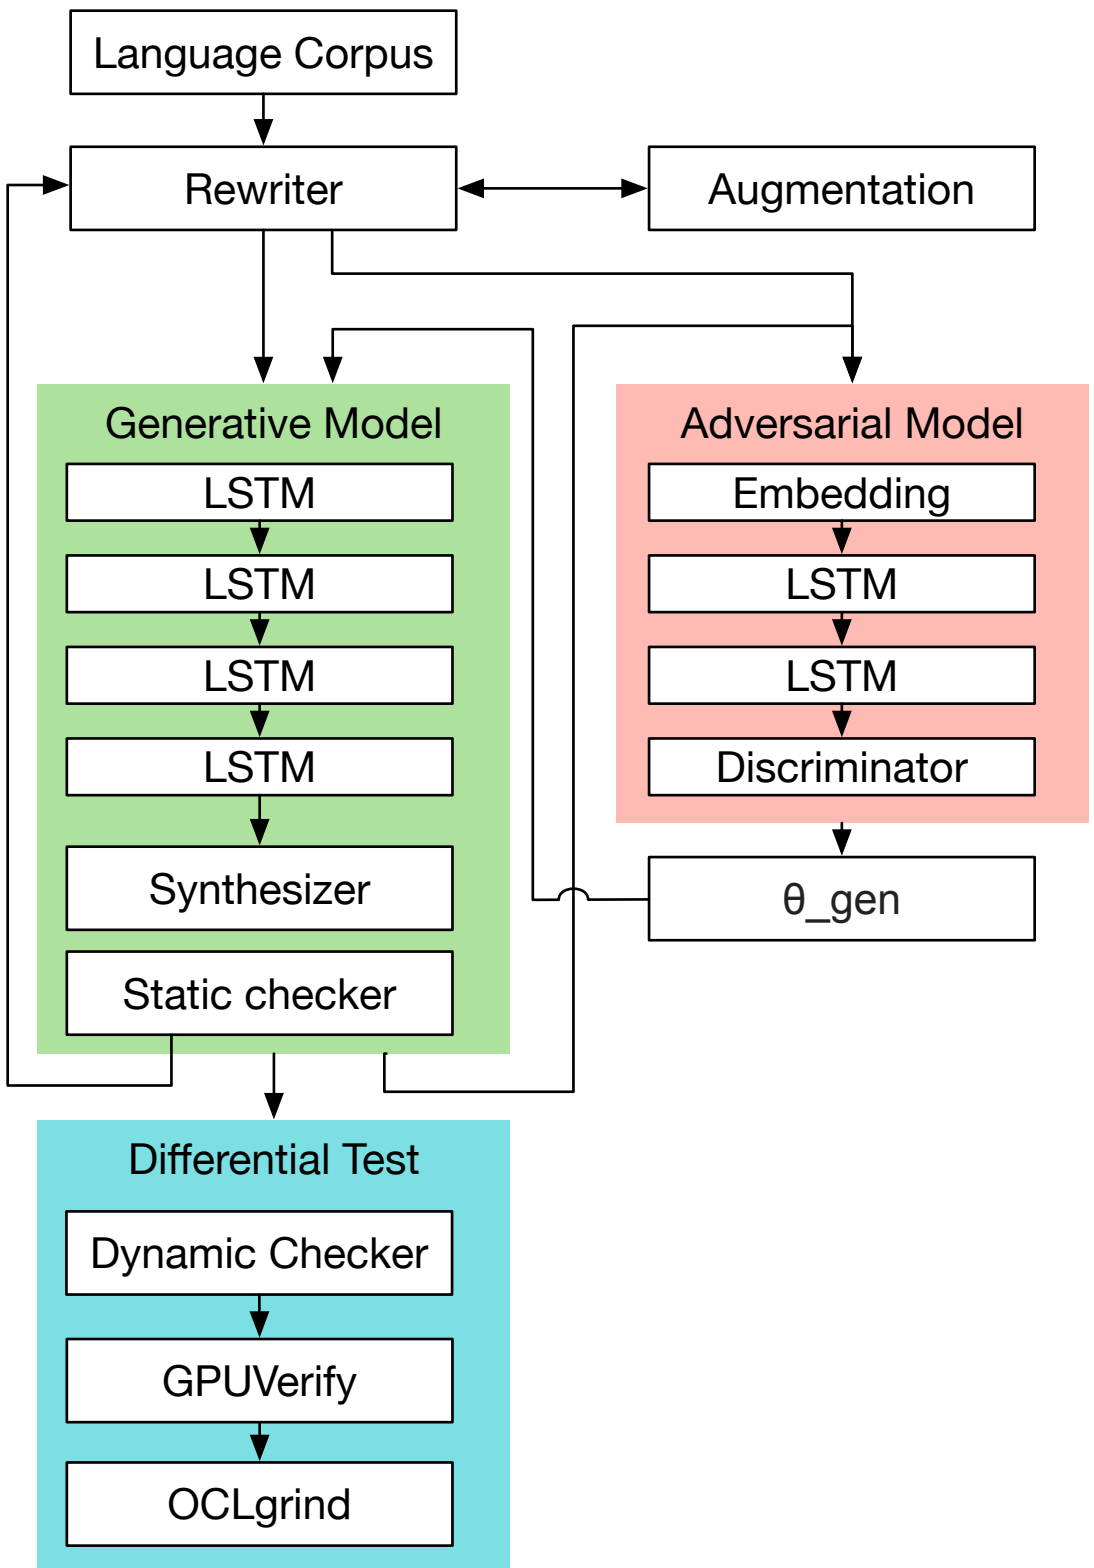 Language Corpus
Rewriter
Augmentation
Generative Model
LSTM
LSTM
LSTM
LSTM
Synthesizer
Static checker
Adversarial Model
Embedding
LSTM
LSTM
Discriminator
θ_gen
Differential Test
Dynamic Checker
GPUVerify
OCLgrind